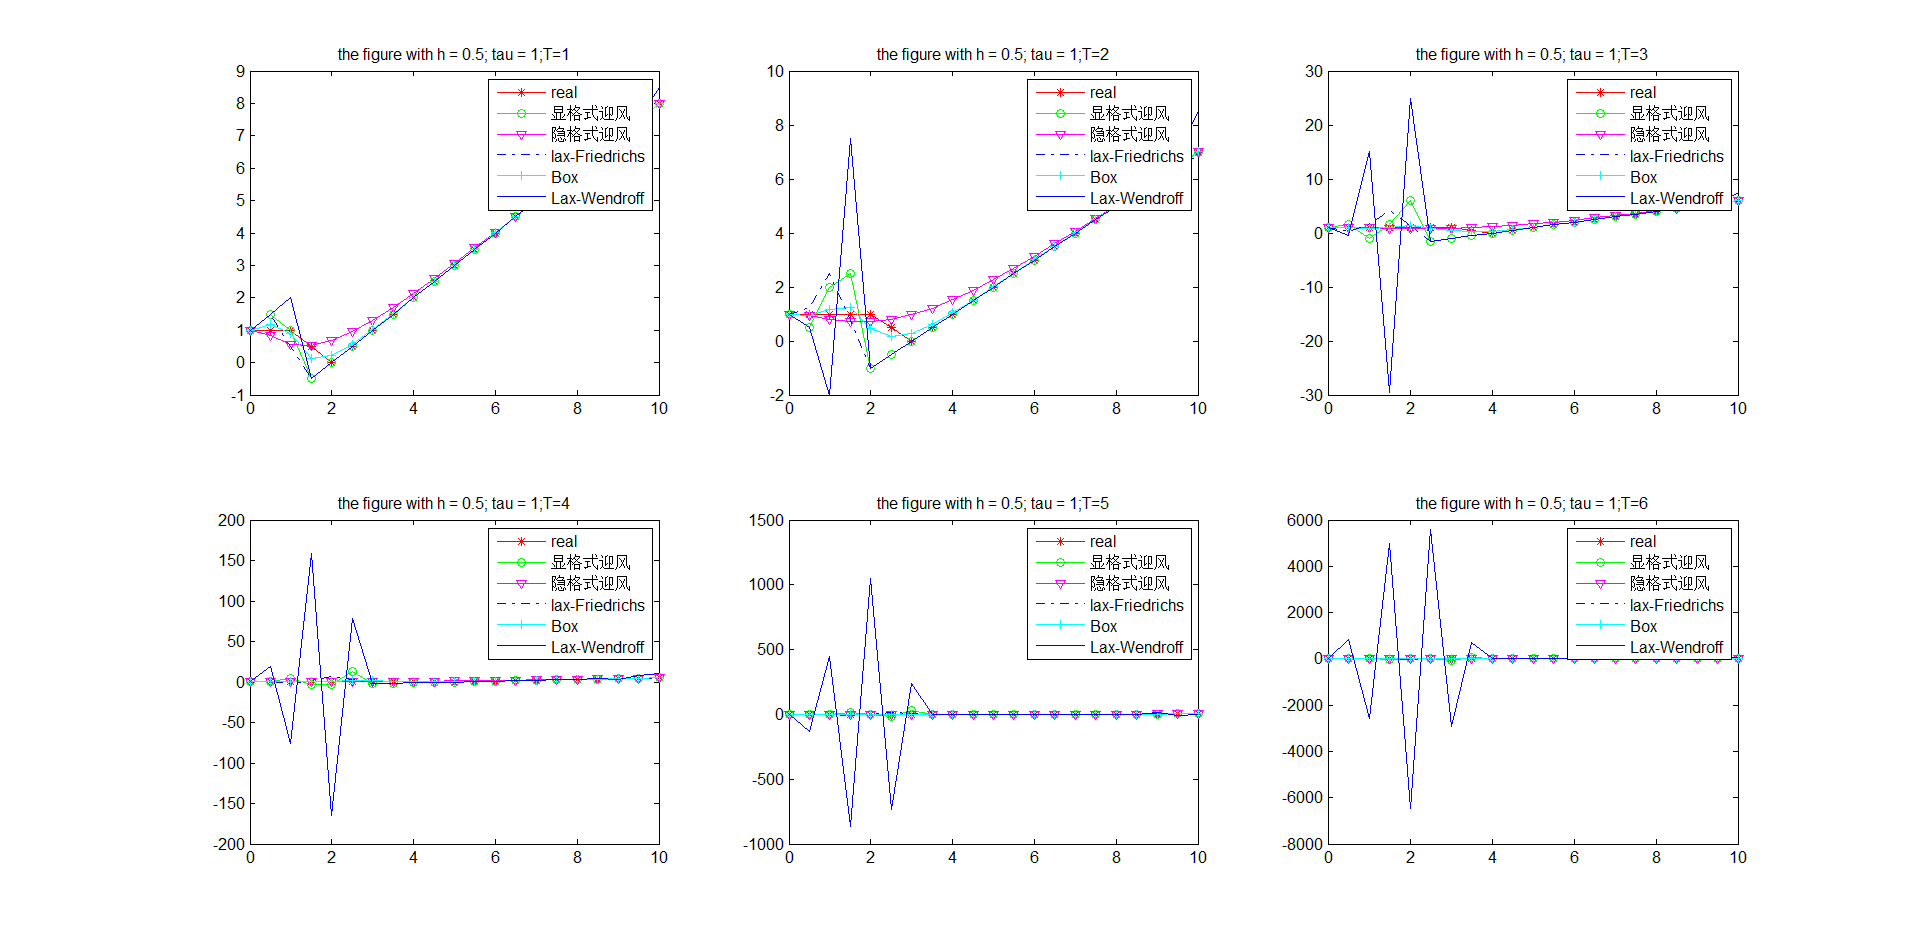 the figure with h = 0.5; tau = 1;T=1
9
8
7
6
5
4
3
2
1
0
-1
0 2 4 6 8 10
real
显格式迎风
隐格式迎风
lax-Friedrichs
Box
Lax-Wendroff
the figure with h = 0.5; tau = 1;T=2
10
8
6
4
2
0
-2
0 2 4 6 8 10
real
显格式迎风
隐格式迎风
lax-Friedrichs
Box
Lax-Wendroff
the figure with h = 0.5; tau = 1;T=3
30
20
10
0
-10
-20
-30
0 2 4 6 8 10
real
显格式迎风
隐格式迎风
lax-Friedrichs
Box
Lax-Wendroff
the figure with h = 0.5; tau = 1;T=4
200
150
100
50
0
-50
-100
-150
-200
0 2 4 6 8 10
real
显格式迎风
隐格式迎风
lax-Friedrichs
Box
Lax-Wendroff
the figure with h = 0.5; tau = 1;T=5
1500
1000
500
0
-500
-1000
0 2 4 6 8 10
real
显格式迎风
隐格式迎风
lax-Friedrichs
Box
Lax-Wendroff
the figure with h = 0.5; tau = 1;T=6
6000
4000
2000
0
-2000
-4000
-6000
-8000
0 2 4 6 8 10
real
显格式迎风
隐格式迎风
lax-Friedrichs
Box
Lax-Wendroff